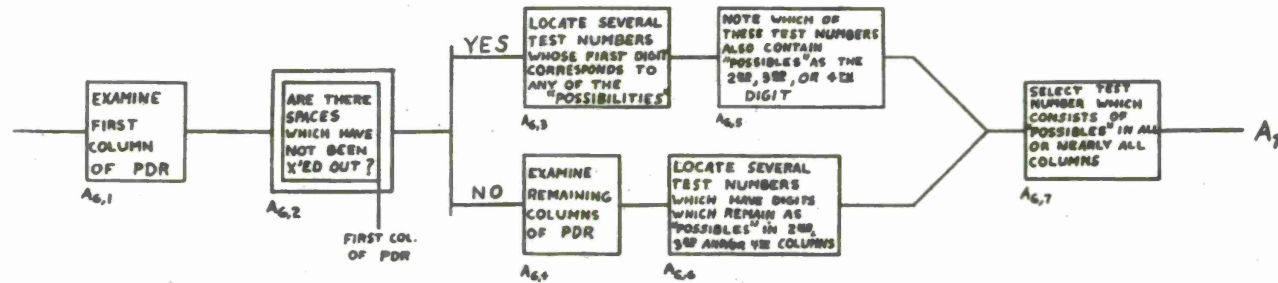 EXAMINE
FIRST
COLUMN
OF PDR
A6,1
ARE THERE
SPACES
WHICH HAVE
NOT BEEN
X'ED OUT?
A6,2
FIRST COL.
OF PDR
YES
LOCATE SEVERAL
TEST NUMBERS
WHOSE FIRST DIGIT
CORRESPONDS TO
ANY OF THE
"POSSIBILITIES"
A6,3
NOTE WHICH OF
THESE TEST NUMBERS
ALSO CONTAIN
"POSSIBLES" AS THE
2ND, 3RD, OR 4TH
DIGIT
A6,5
NO
EXAMINE
REMAINING
COLUMNS
OF PDR
A6,4
LOCATE SEVERAL
TEST NUMBERS
WHICH HAVE DIGITS
WHICH REMAIN AS
"POSSIBLES" IN 2ND,
3RD AND/OR 4TH COLUMNS
A6,6
SELECT TEST
NUMBER WHICH
CONSISTS OF
"POSSIBLES" IN ALL
OR NEARLY ALL
COLUMNS
A6,7
A7